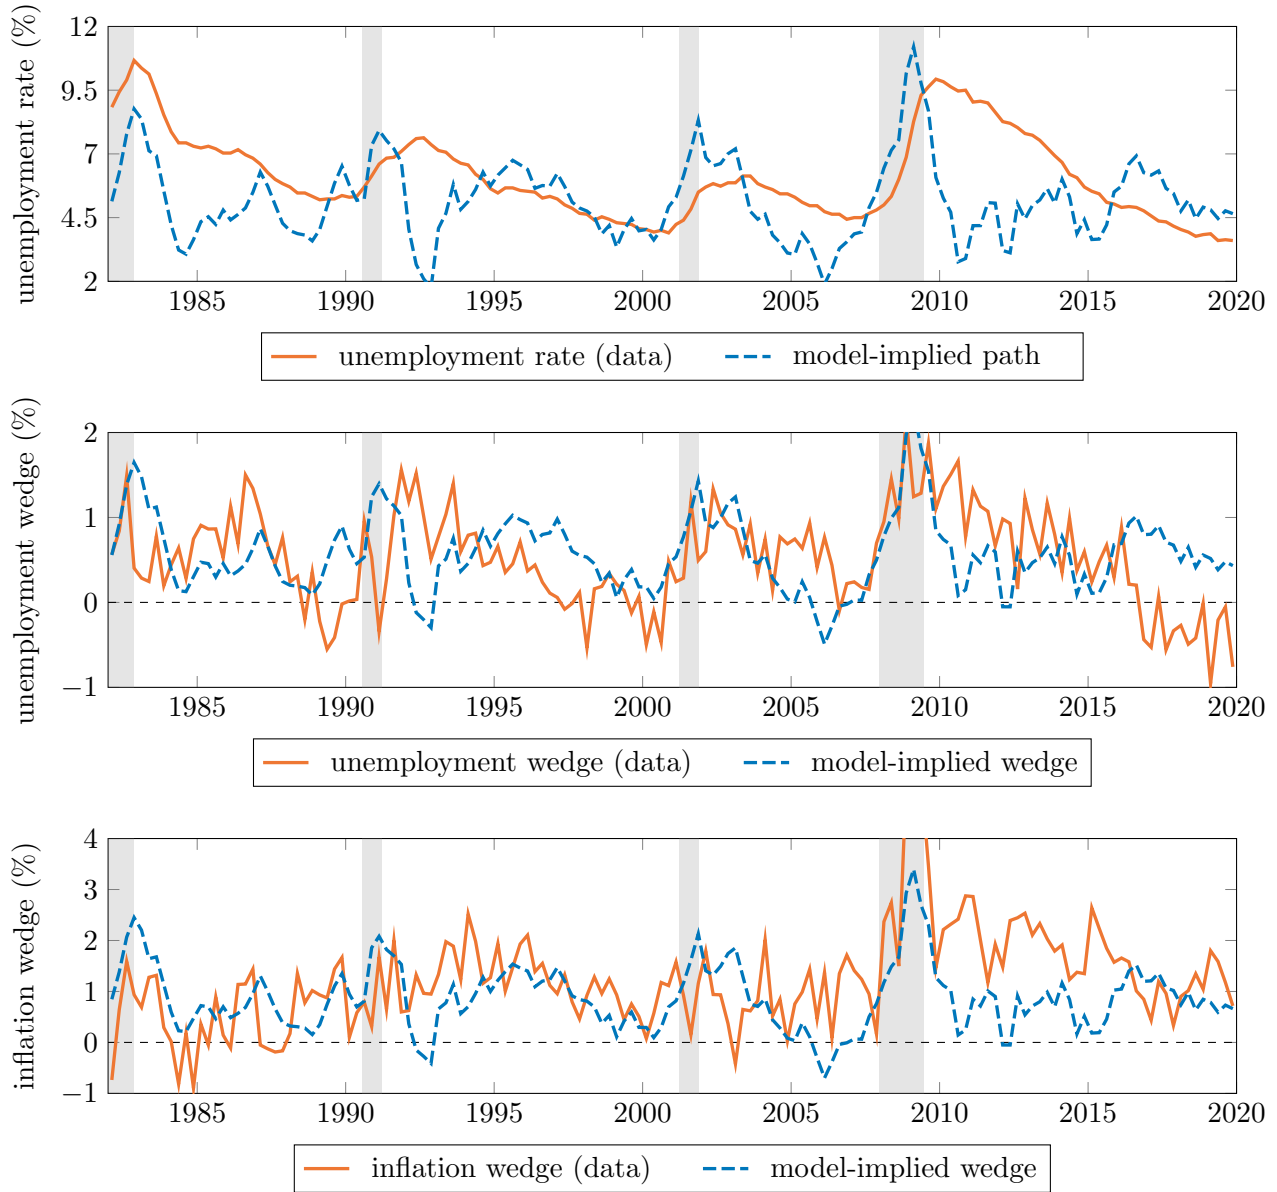 unemployment rate (%)
12
9.5
7
4.5
2
1985 1990 1995 2000 2005 2010 2015 2020
unemployment rate (data) model-implied path
unemployment wedge (%)
2
1
0
−1
1985 1990 1995 2000 2005 2010 2015 2020
unemployment wedge (data) model-implied wedge
inflation wedge (%)
4
3
2
1
0
−1
1985 1990 1995 2000 2005 2010 2015 2020
inflation wedge (data) model-implied wedge